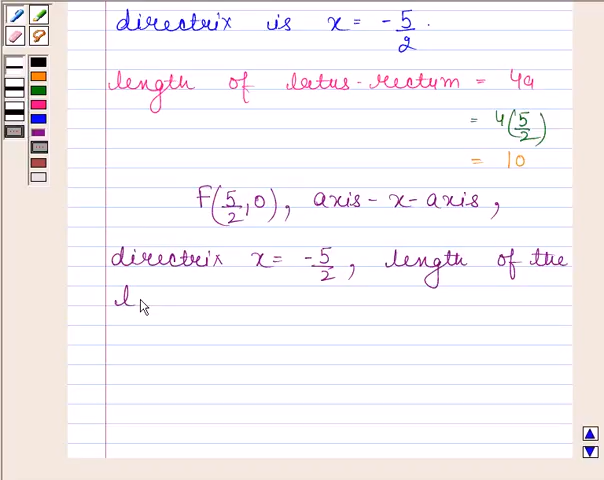 directrix is x = -5/2.
length of latus-rectum = 4a
= 4(5/2)
= 10
F(5/2, 0), axis - x-axis,
directrix x = -5/2, length of the
l